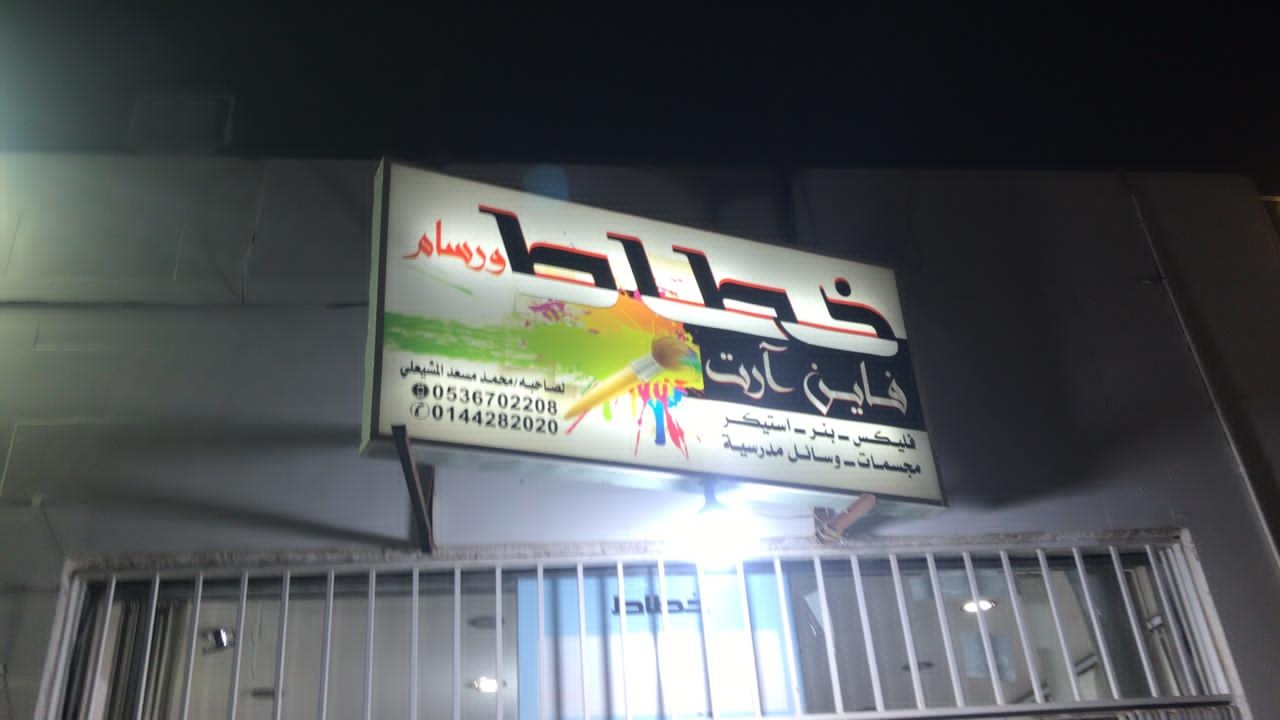 خطاط
ورسام
فاين آرت
فليكس - بنر - استيكر
مجسمات - وسائل مدرسية
لصاحبه/محمد مسعد المشيعلي
0536702208
0144282020
خطاط